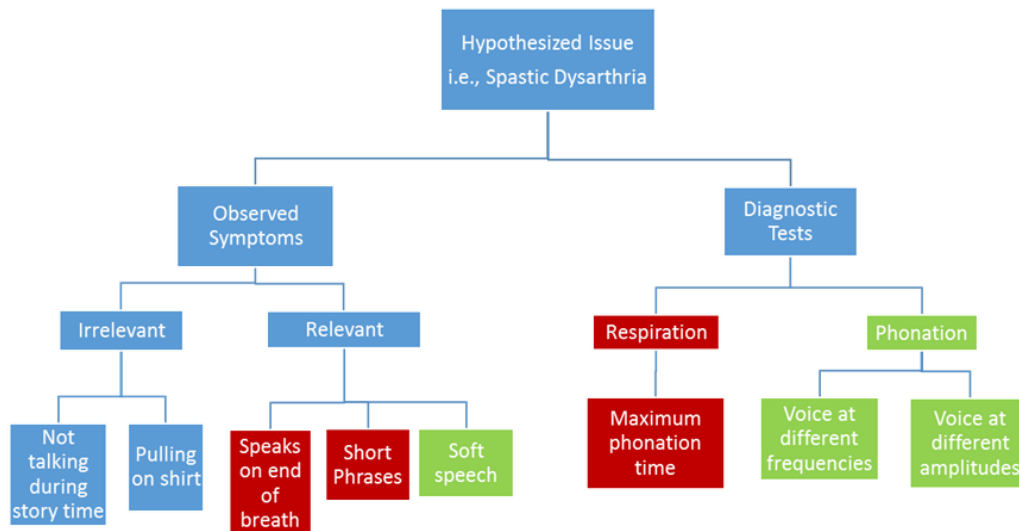 Hypothesized Issue
i.e., Spastic Dysarthria
Observed
Symptoms
Diagnostic
Tests
Irrelevant
Relevant
Respiration
Phonation
Not
talking
during
story time
Pulling
on shirt
Speaks
on end
of
breath
Short
Phrases
Soft
speech
Maximum
phonation
time
Voice at
different
frequencies
Voice at
different
amplitudes